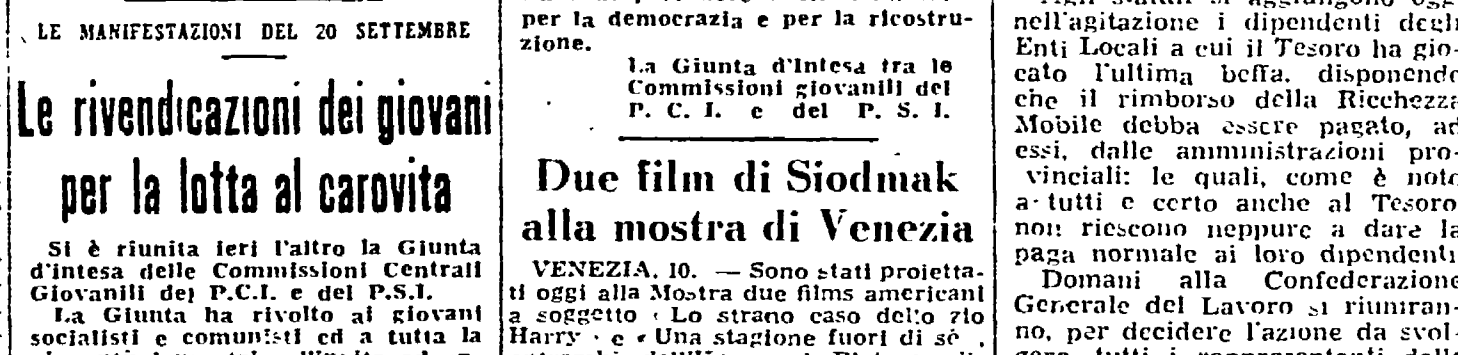 LE MANIFESTAZIONI DEL 20 SETTEMBRE
Le rivendicazioni dei giovani
per la lotta al carovita
Si è riunita ieri l'altro la Giunta
d'intesa delle Commissioni Centrali
Giovanili del P.C.I. e del P.S.I.
La Giunta ha rivolto ai giovani
socialisti e comunisti ed a tutta la
per la democrazia e per la ricostru-
zione.
La Giunta d'Intesa tra le
Commissioni giovanili del
P. C. I. e del P. S. I.
Due film di Siodmak
alla mostra di Venezia
VENEZIA, 10. — Sono stati proietta-
ti oggi alla Mostra due films americani
a soggetto « Lo strano caso dello zio
Harry » e « Una stagione fuori di sé »,
nell'agitazione i dipendenti degli
Enti Locali a cui il Tesoro ha gio-
cato l'ultima beffa, disponendo
che il rimborso della Ricchezza
Mobile debba essere pagato, ad
essi, dalle amministrazioni pro-
vinciali: le quali, come è noto
a tutti e certo anche al Tesoro
non riescono neppure a dare la
paga normale ai loro dipendenti
Domani alla Confederazione
Generale del Lavoro si riuniran-
no, per decidere l'azione da svol-